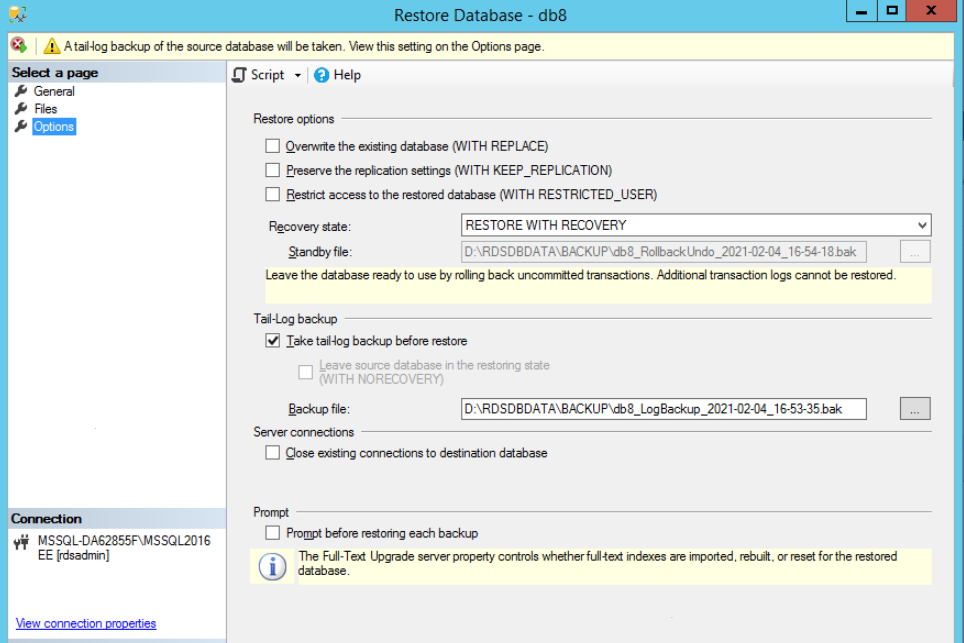 Restore Database - db8
A tail-log backup of the source database will be taken. View this setting on the Options page.
Select a page
General
Files
Options
Script
Help
Restore options
Overwrite the existing database (WITH REPLACE)
Preserve the replication settings (WITH KEEP_REPLICATION)
Restrict access to the restored database (WITH RESTRICTED_USER)
Recovery state:
RESTORE WITH RECOVERY
Standby file:
D:\RDSDBDATA\BACKUP\db8_RollbackUndo_2021-02-04_16-54-18.bak
...
Leave the database ready to use by rolling back uncommitted transactions. Additional transaction logs cannot be restored.
Tail-Log backup
Take tail-log backup before restore
Leave source database in the restoring state
(WITH NORECOVERY)
Backup file:
D:\RDSDBDATA\BACKUP\db8_LogBackup_2021-02-04_16-53-35.bak
...
Server connections
Close existing connections to destination database
Prompt
Prompt before restoring each backup
The Full-Text Upgrade server property controls whether full-text indexes are imported, rebuilt, or reset for the restored
database.
Connection
MSSQL-DA62855F\MSSQL2016
EE [rdsadmin]
View connection properties